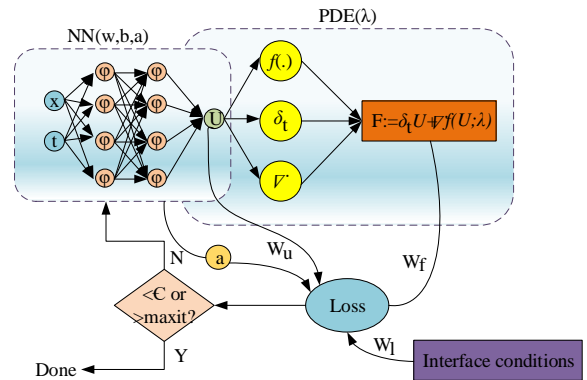 NN(w,b,a)
PDE(λ)
x
t
φ φ
φ φ
φ φ
φ φ
U
f(.)
δt
∇·
F:=δtU+∇f(U;λ)
N
a
Wu
Wf
<Є or
>maxit?
Loss
Wl
Y
Done
Interface conditions